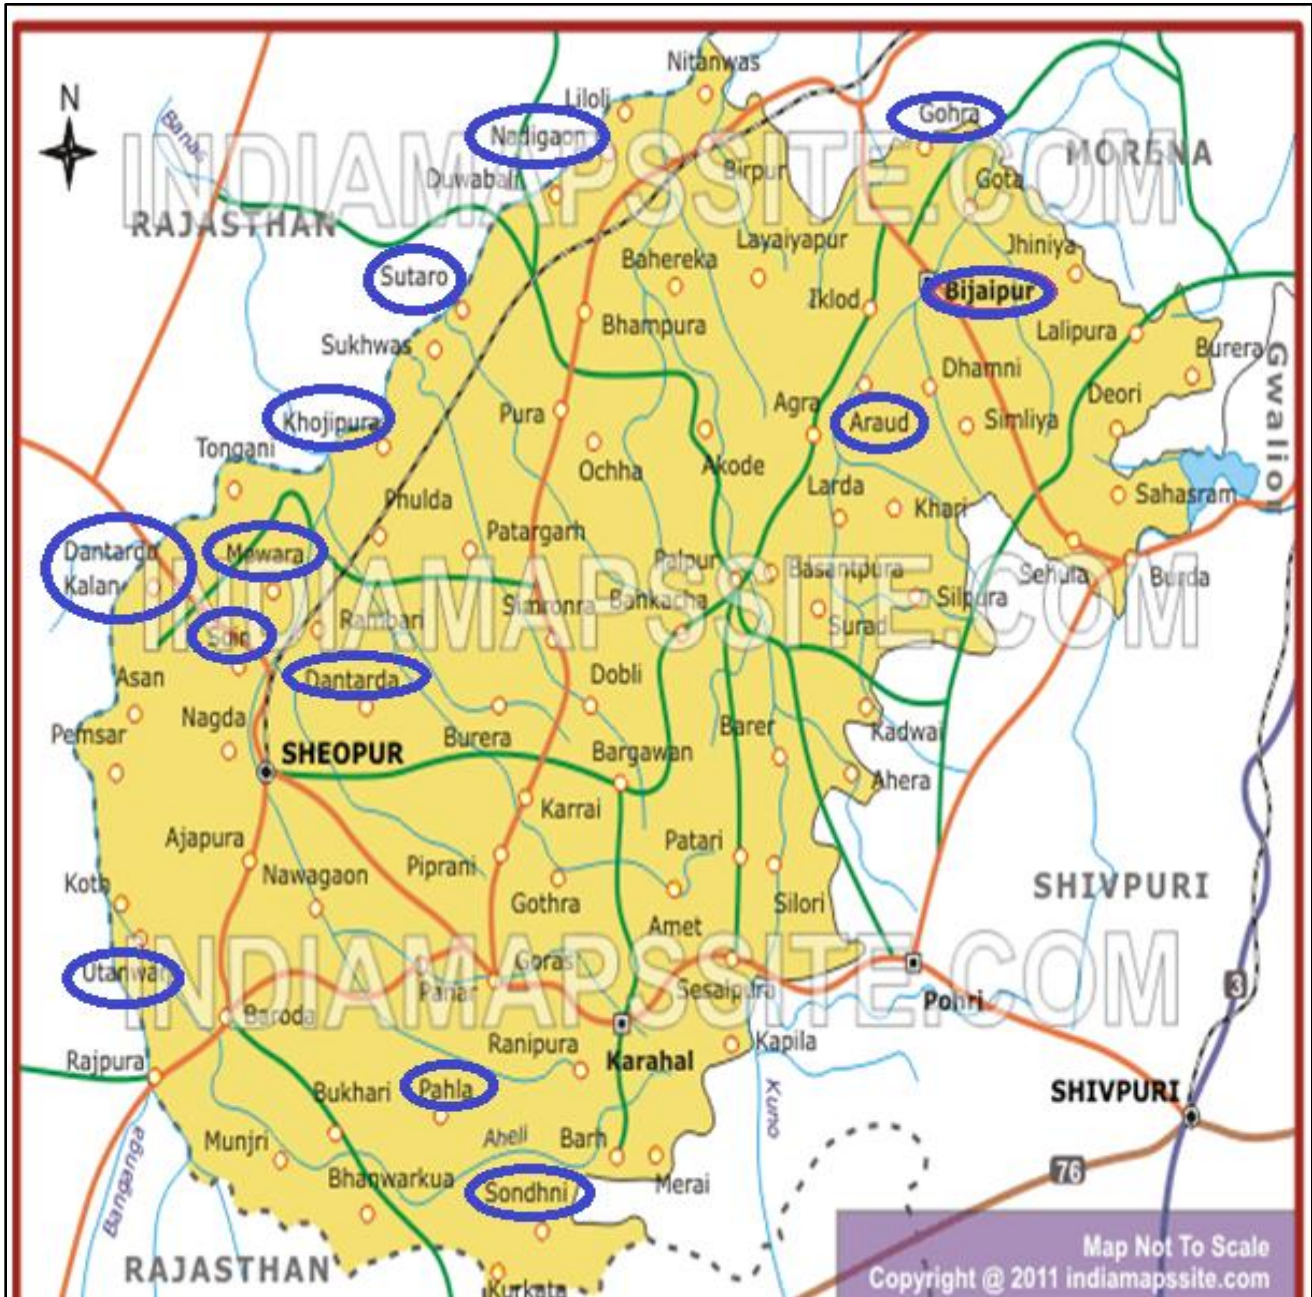 Nitanwas
N
Liloli
Gohra
Banas
Nadigaon
MORENA
INDIAMAPSSITE.COM
Birpur
Duwabali
Gota
RAJASTHAN
Layaiyapur
Jhiniya
Bahereka
Sutaro
Bijaipur
Iklod
Bhampura
Lalipura
Sukhwas
Burera
Gwalior
Dhamni
Deori
Agra
Pura
Khojipura
Araud
Simliya
Tongani
Akode
Ochha
Larda
Phulda
Sahasram
Khari
Patargarh
Dantarda
Kalan
Mewara
Palpur
Basantpura
Sehula
Burda
Simronra
Bankacha
Silpura
INDIAMAPSSITE.COM
Rambari
Surad
Soin
Asan
Dantarda
Dobli
Nagda
Barer
Kadwai
Pemsar
SHEOPUR
Burera
Bargawan
Ahera
Karrai
Ajapura
Patari
Piprani
Koth
Nawagaon
SHIVPURI
Gothra
Silori
Amet
INDIAMAPSSITE.COM
Utanwar
Goras
3
Panar
Sesaipura
Pohri
Baroda
Ranipura
Kapila
Rajpura
Karahal
Pahla
Bukhari
SHIVPURI
Kuno
Munjri
Aheli
Barh
Banganga
76
Bhanwarkua
Sondhni
Merai
Map Not To Scale
RAJASTHAN
Copyright @ 2011 indiamapssite.com
Kurkata